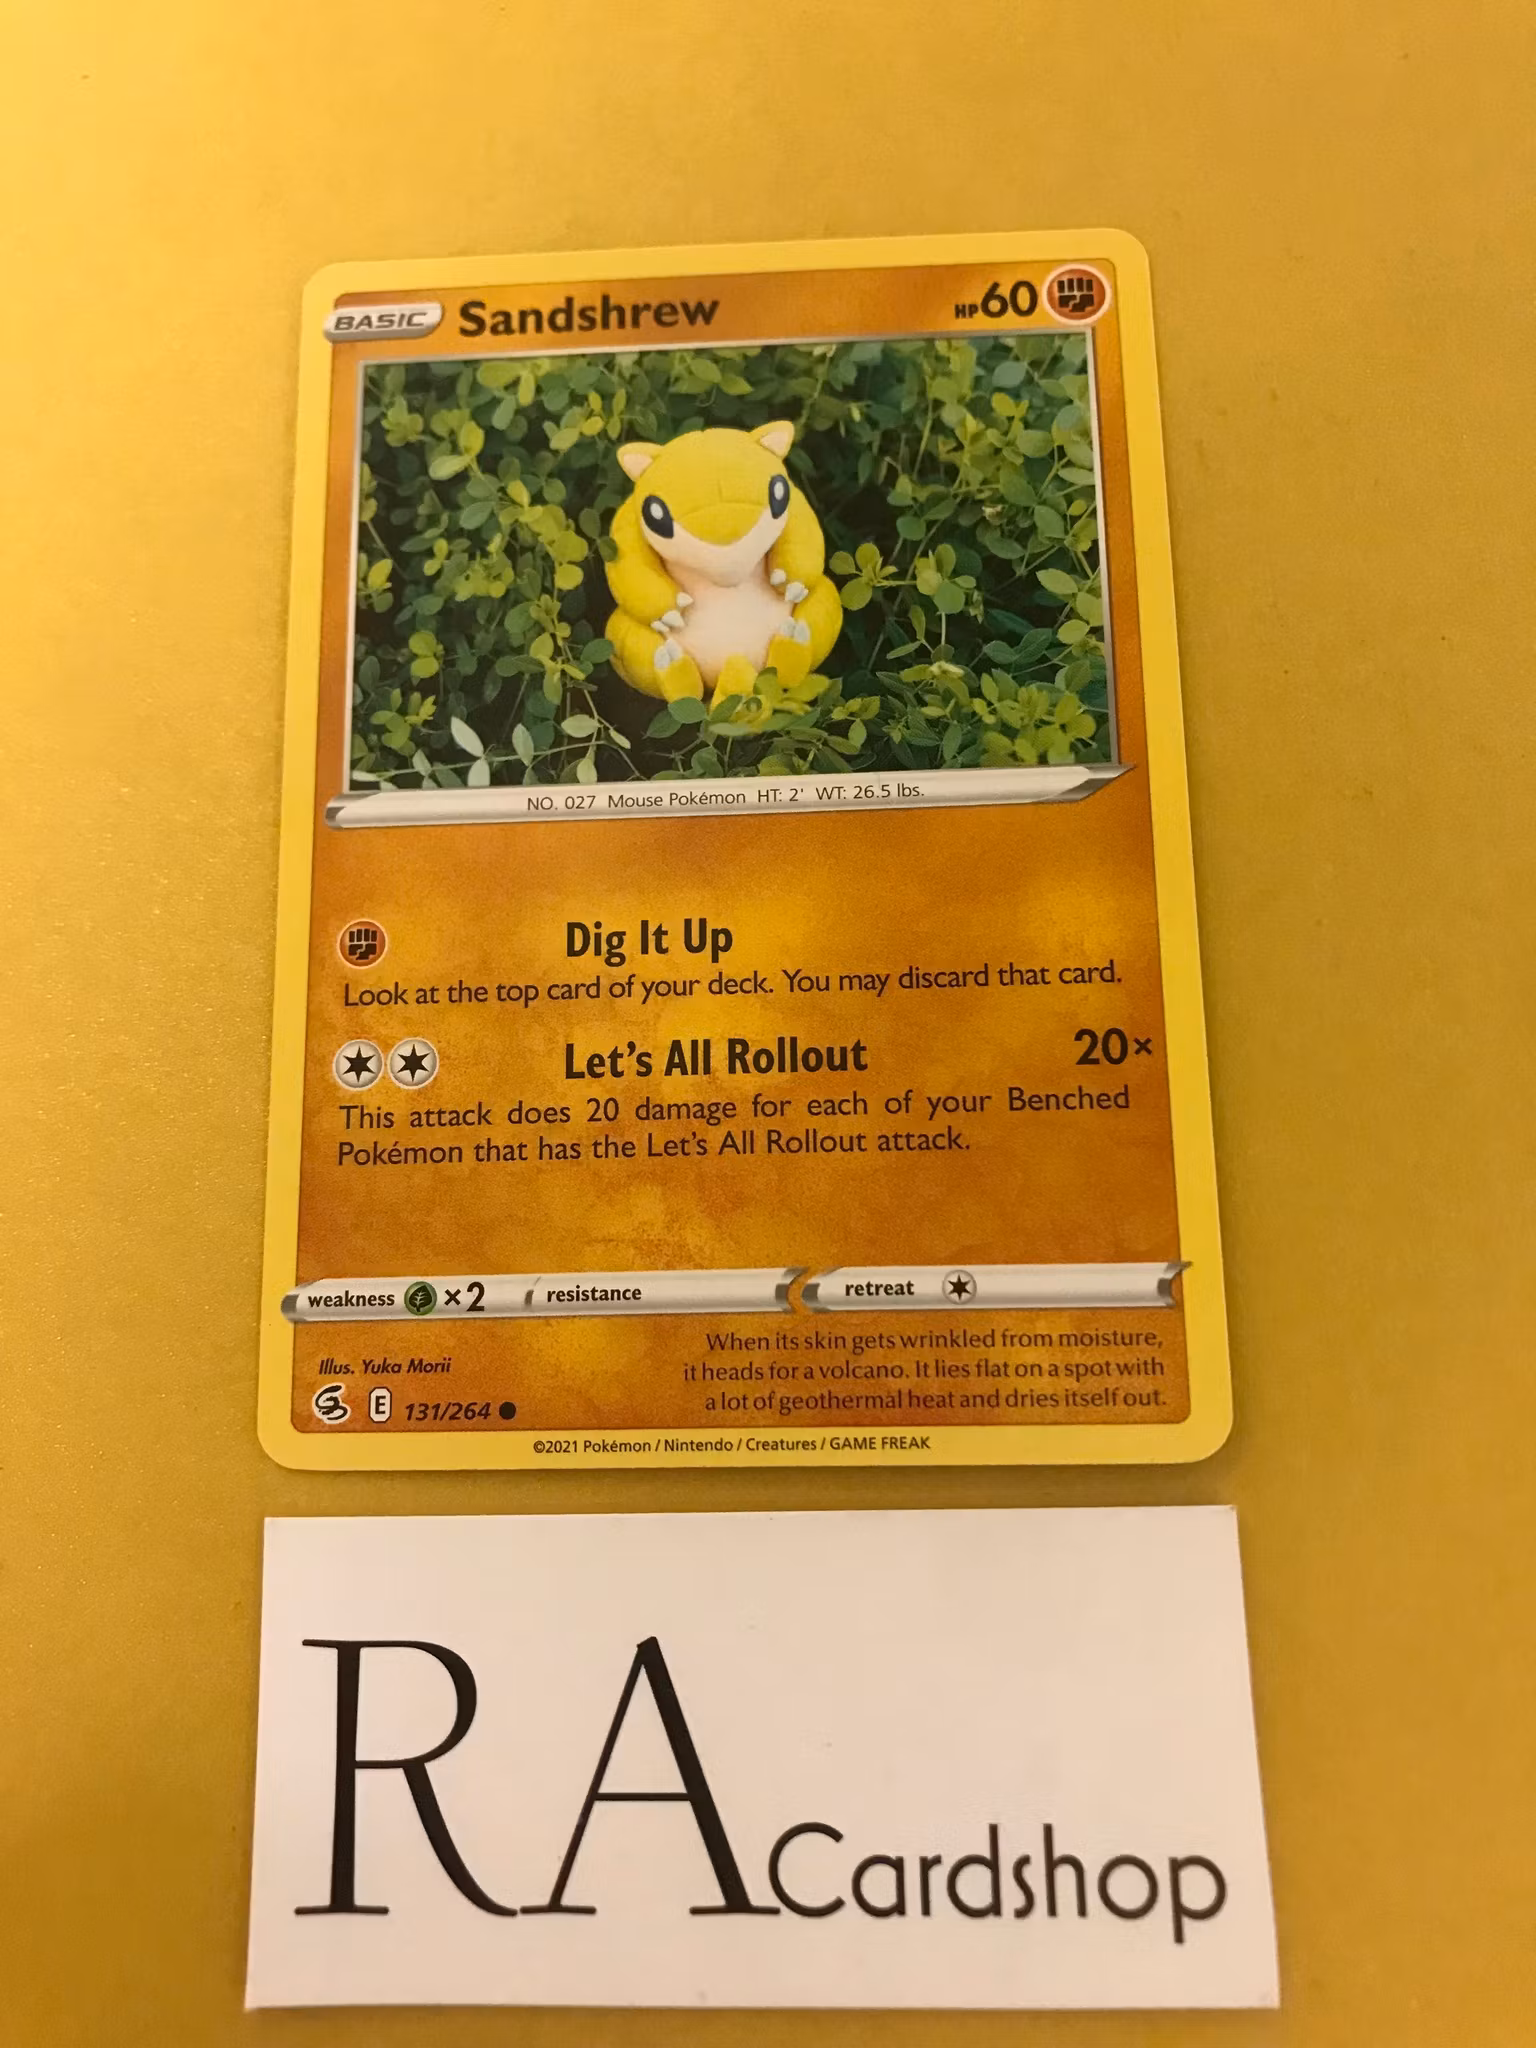 BASIC Sandshrew HP60
NO. 027 Mouse Pokémon HT: 2' WT: 26.5 lbs.
Dig It Up
Look at the top card of your deck. You may discard that card.
Let's All Rollout 20×
This attack does 20 damage for each of your Benched
Pokémon that has the Let's All Rollout attack.
weakness ×2 resistance retreat
When its skin gets wrinkled from moisture,
it heads for a volcano. It lies flat on a spot with
a lot of geothermal heat and dries itself out.
Illus. Yuka Morii
E 131/264
©2021 Pokémon / Nintendo / Creatures / GAME FREAK
RACardshop